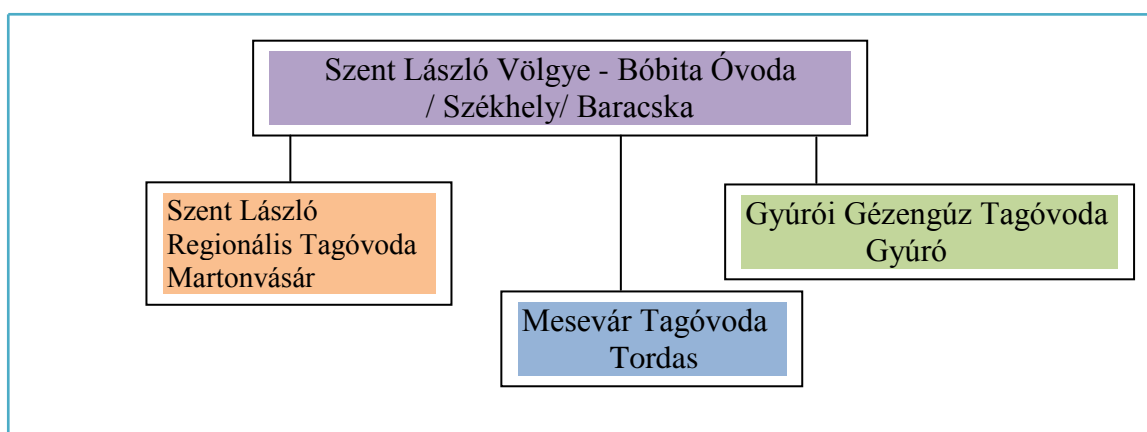 Szent László Völgye - Bóbita Óvoda
/ Székhely/ Baracska
Szent László
Regionális Tagóvoda
Martonvásár
Mesevár Tagóvoda
Tordas
Gyúrói Gézengúz Tagóvoda
Gyúró